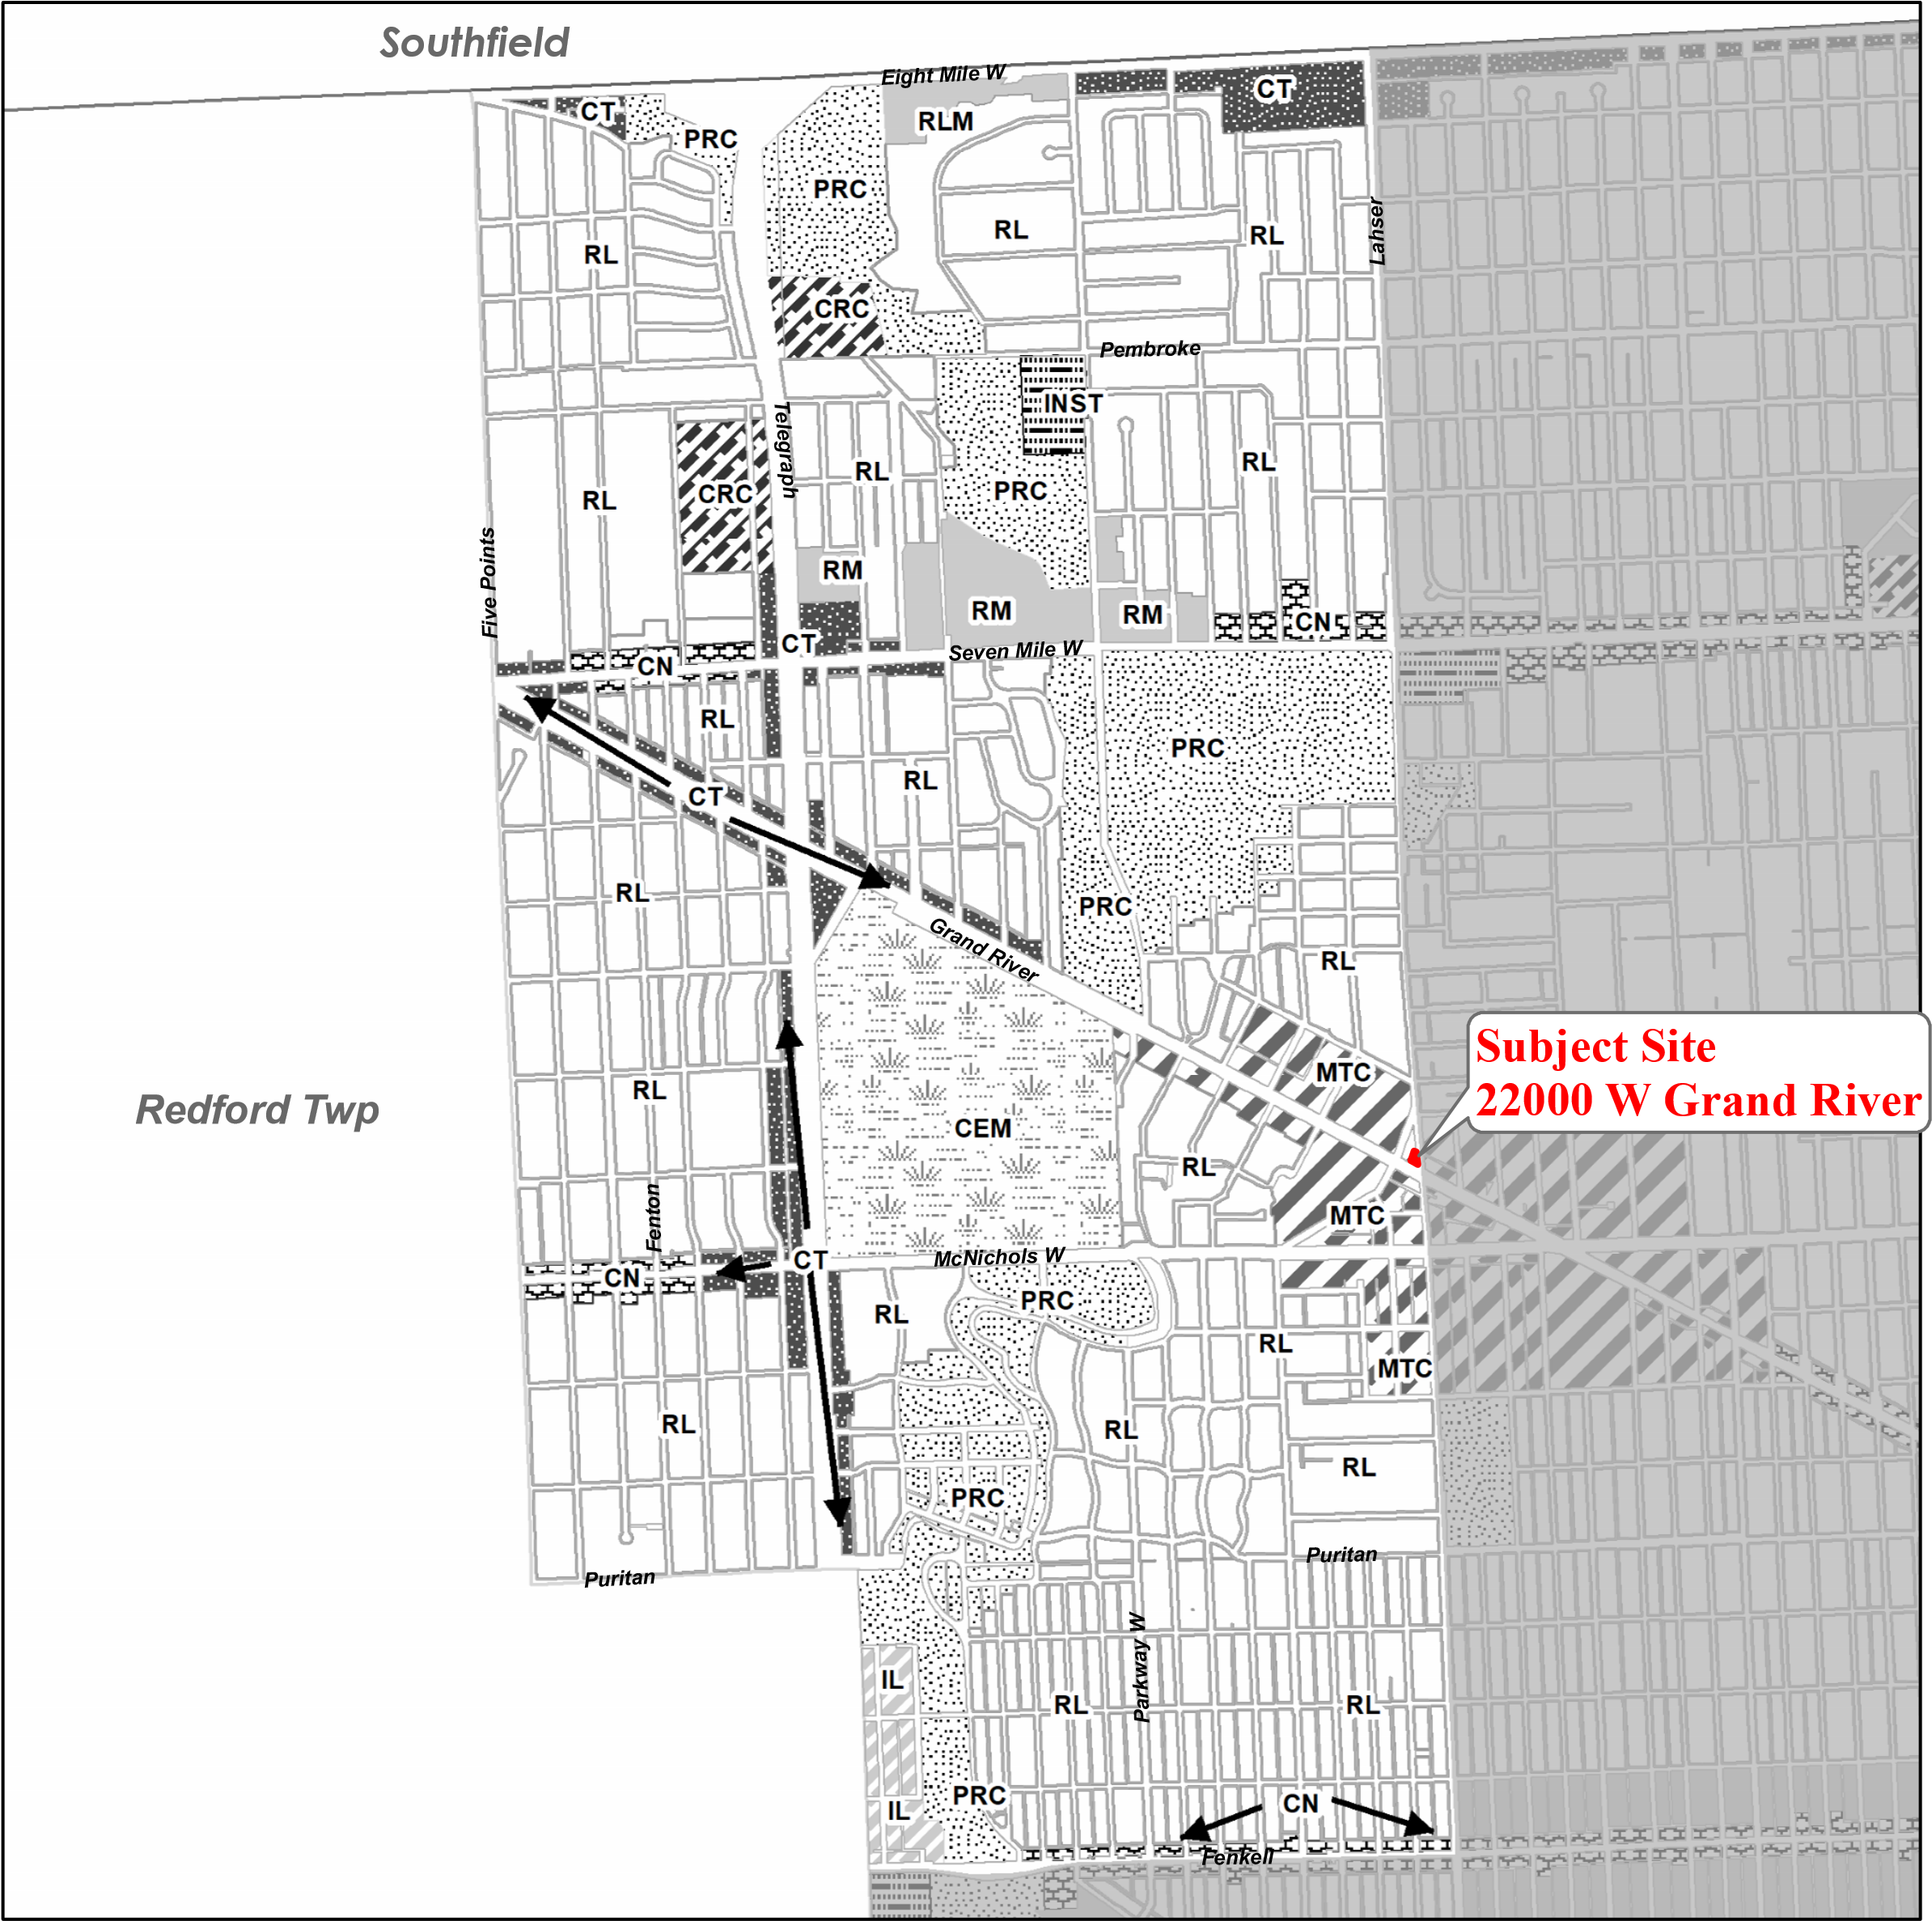 Southfield
Eight Mile W
CT
CT
PRC
RLM
PRC
RL
RL
RL
Lahser
CRC
Pembroke
INST
Telegraph
RL
RL
CRC
PRC
RL
Five Points
RM
RM
RM
CN
CT
Seven Mile W
CN
RL
PRC
RL
CT
RL
PRC
Grand River
RL
Subject Site
22000 W Grand River
MTC
RL
Redford Twp
CEM
RL
Fenton
MTC
McNichols W
CT
CN
PRC
RL
RL
MTC
RL
RL
RL
PRC
Puritan
Puritan
Parkway W
IL
RL
RL
PRC
CN
IL
Fenkell